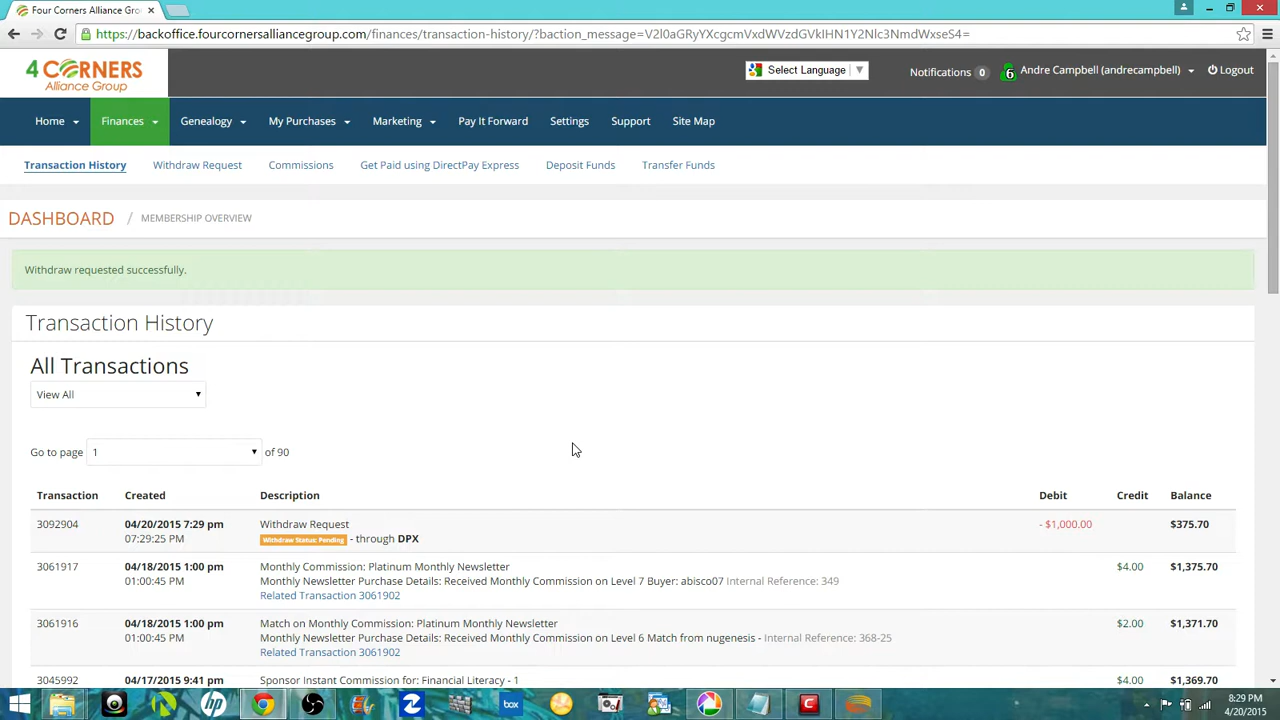 Four Corners Alliance Gro
https://backoffice.fourcornersalliancegroup.com/finances/transaction-history/?baction_message=V2l0aGRyYXcgcmVxdWVzdGVkIHN1Y2Nlc3NmdWxseS4=
4 CORNERS
Alliance Group
Select Language
Notifications 0
6
Andre Campbell (andrecampbell)
Logout
Home
Finances
Genealogy
My Purchases
Marketing
Pay It Forward
Settings
Support
Site Map
Transaction History
Withdraw Request
Commissions
Get Paid using DirectPay Express
Deposit Funds
Transfer Funds
DASHBOARD / MEMBERSHIP OVERVIEW
Withdraw requested successfully.
Transaction History
All Transactions
View All
Go to page 1 of 90
Transaction Created Description Debit Credit Balance
3092904 04/20/2015 7:29 pm Withdraw Request - $1,000.00 $375.70
07:29:25 PM Withdraw Status: Pending - through DPX
3061917 04/18/2015 1:00 pm Monthly Commission: Platinum Monthly Newsletter $4.00 $1,375.70
01:00:45 PM Monthly Newsletter Purchase Details: Received Monthly Commission on Level 7 Buyer: abisco07 Internal Reference: 349
Related Transaction 3061902
3061916 04/18/2015 1:00 pm Match on Monthly Commission: Platinum Monthly Newsletter $2.00 $1,371.70
01:00:45 PM Monthly Newsletter Purchase Details: Received Monthly Commission on Level 6 Match from nugenesis - Internal Reference: 368-25
Related Transaction 3061902
3045992 04/17/2015 9:41 pm Sponsor Instant Commission for: Financial Literacy - 1 $4.00 $1,369.70
hp
Z
box
C
8:29 PM
4/20/2015